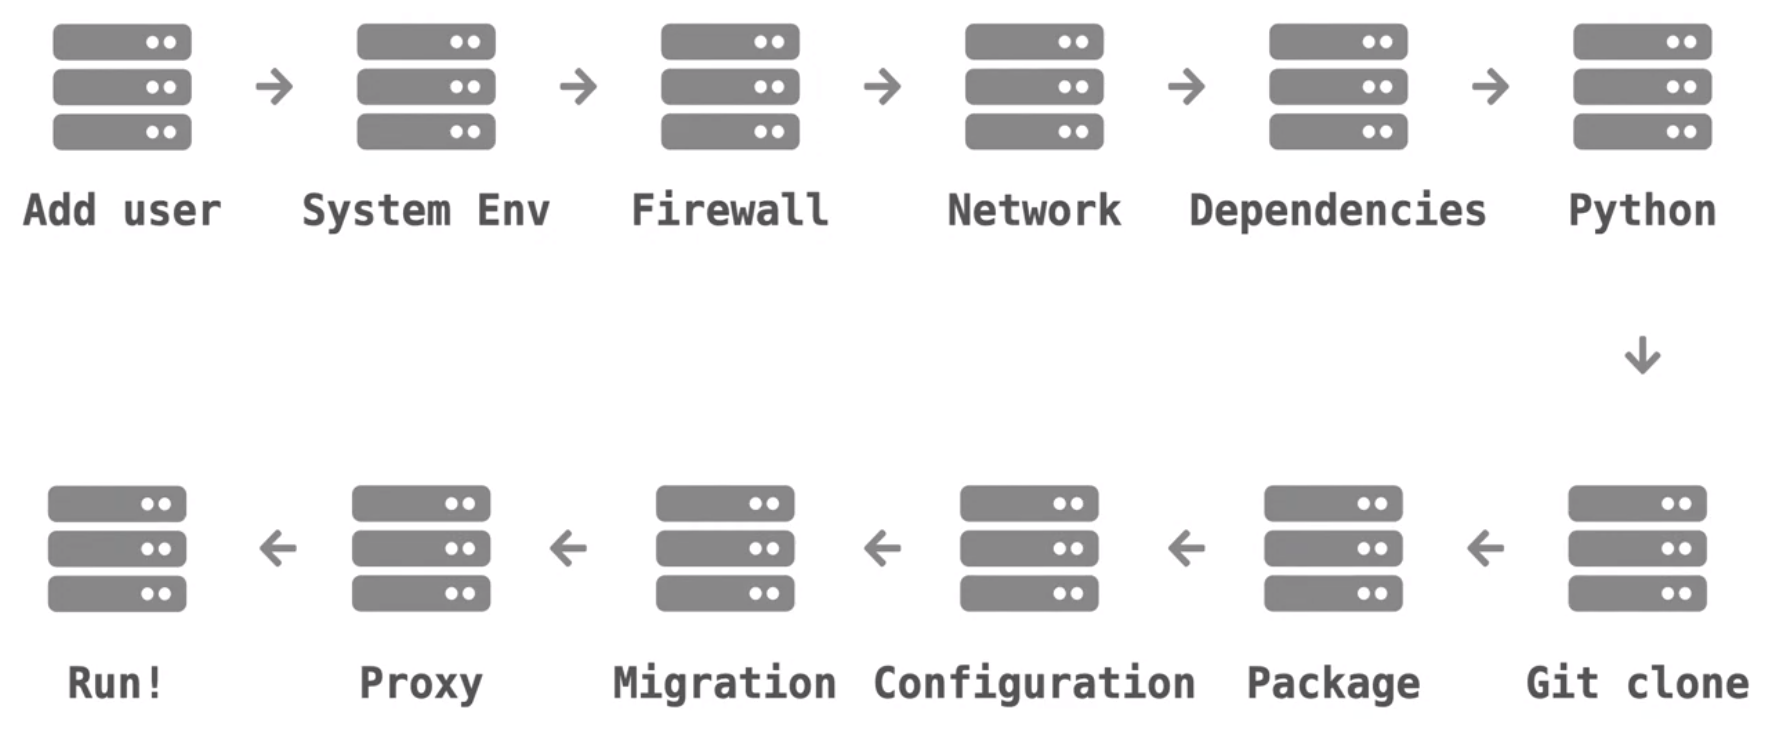 Add user
System Env
Firewall
Network
Dependencies
Python
Git clone
Package
Configuration
Migration
Proxy
Run!